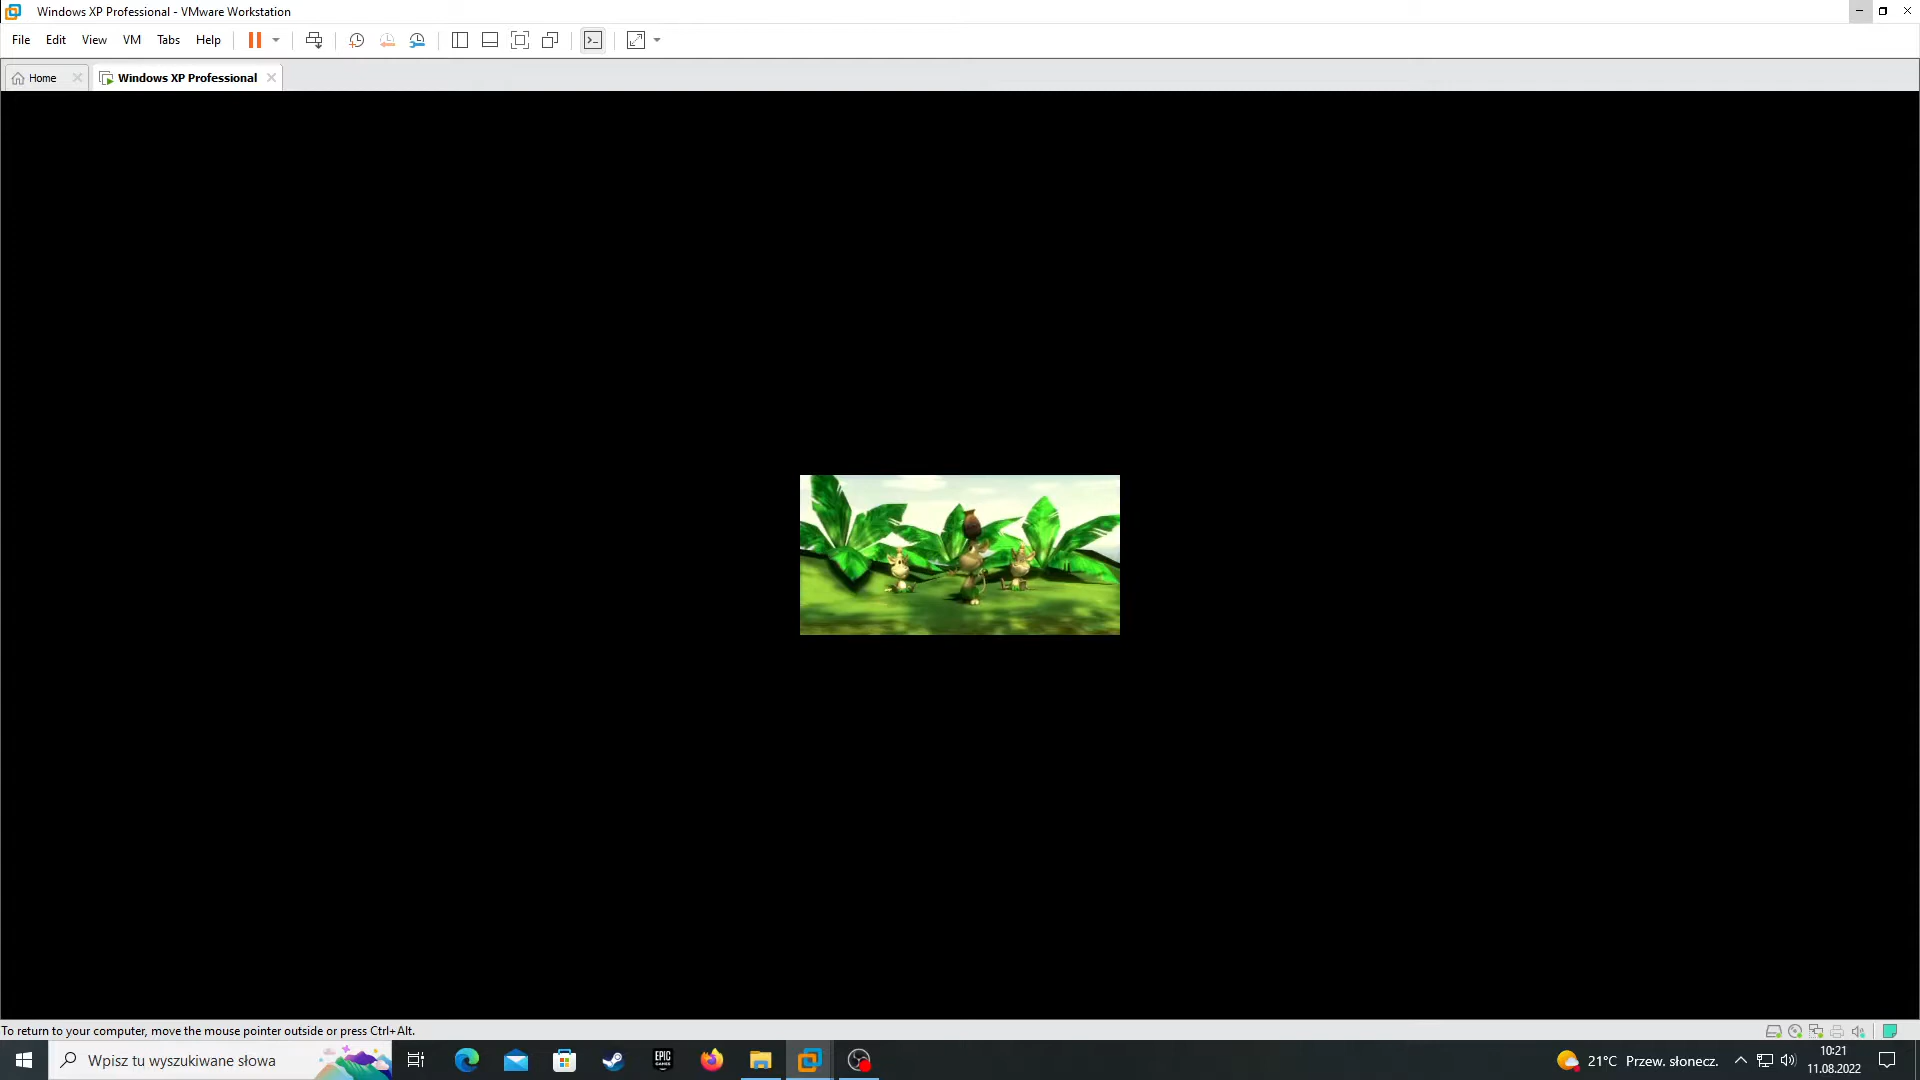 Windows XP Professional - VMware Workstation
File Edit View VM Tabs Help
Home Windows XP Professional
To return to your computer, move the mouse pointer outside or press Ctrl+Alt.
Wpisz tu wyszukiwane słowa EPIC GAMES 21°C Przew. słonecz. 10:21
11.08.2022